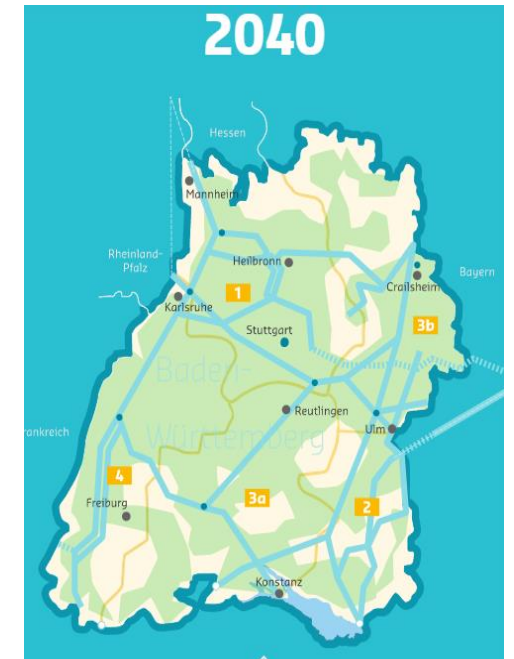 2040
Hessen
Mannheim
Rheinland-
Pfalz
Heilbronn
Bayern
Crailsheim
1
Karlsruhe
Stuttgart
3b
Baden-
Reutlingen
Ulm
rankreich
Württemberg
4
3a
2
Freiburg
Konstanz